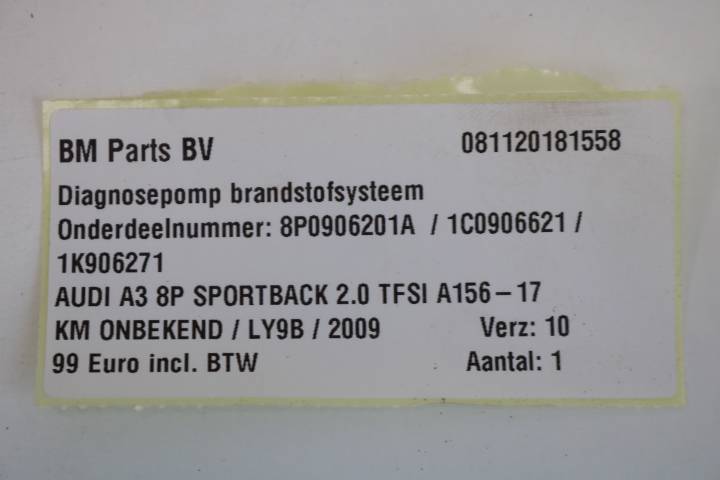 BM Parts BV 081120181558
Diagnosepomp brandstofsysteem
Onderdeelnummer: 8P0906201A / 1C0906621 /
1K906271
AUDI A3 8P SPORTBACK 2.0 TFSI A156-17
KM ONBEKEND / LY9B / 2009 Verz: 10
99 Euro incl. BTW Aantal: 1